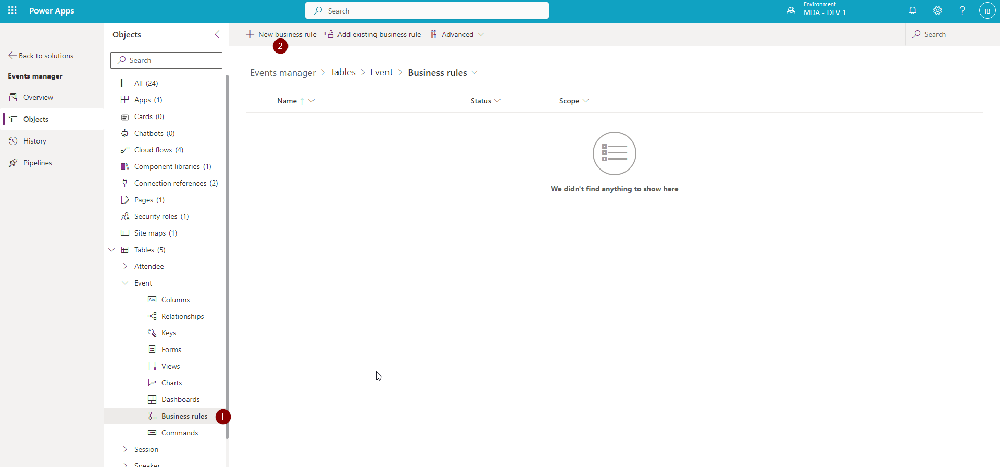 Power Apps
Search
Environment
MDA - DEV 1
?
IB
Back to solutions
Events manager
Overview
Objects
History
Pipelines
Objects
Search
All (24)
Apps (1)
Cards (0)
Chatbots (0)
Cloud flows (4)
Component libraries (1)
Connection references (2)
Pages (1)
Security roles (1)
Site maps (1)
Tables (5)
Attendee
Event
Abc Columns
Relationships
Keys
Forms
Views
Charts
Dashboards
Business rules 1
Commands
Session
Speaker
New business rule Add existing business rule Advanced Search
2
Events manager > Tables > Event > Business rules
Name ↑ Status Scope
We didn't find anything to show here